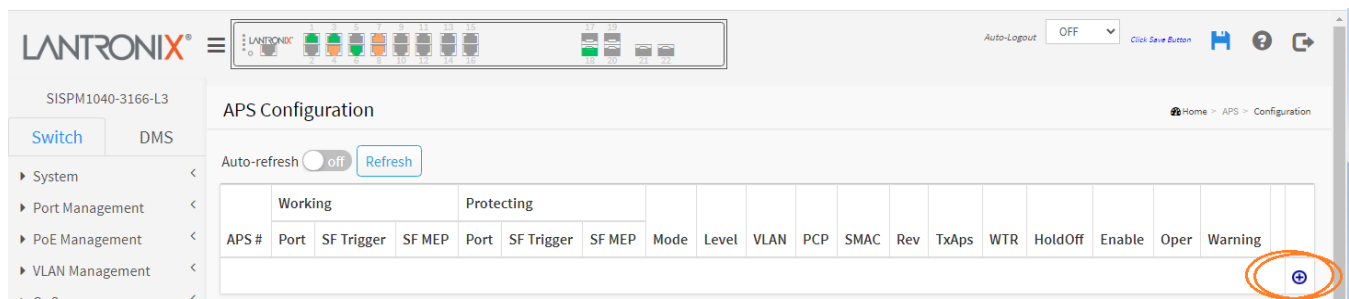 1 3 5 7 9 11 13 15 17 19
LANTRONIX® LANTRONIX Auto-Logout OFF Click Save Button
2 4 6 8 10 12 14 16 18 20 21 22
SISPM1040-3166-L3
APS Configuration Home > APS > Configuration
Switch DMS
Auto-refresh off Refresh
System
Port Management
Working Protecting
PoE Management
APS # Port SF Trigger SF MEP Port SF Trigger SF MEP Mode Level VLAN PCP SMAC Rev TxAps WTR HoldOff Enable Oper Warning
VLAN Management